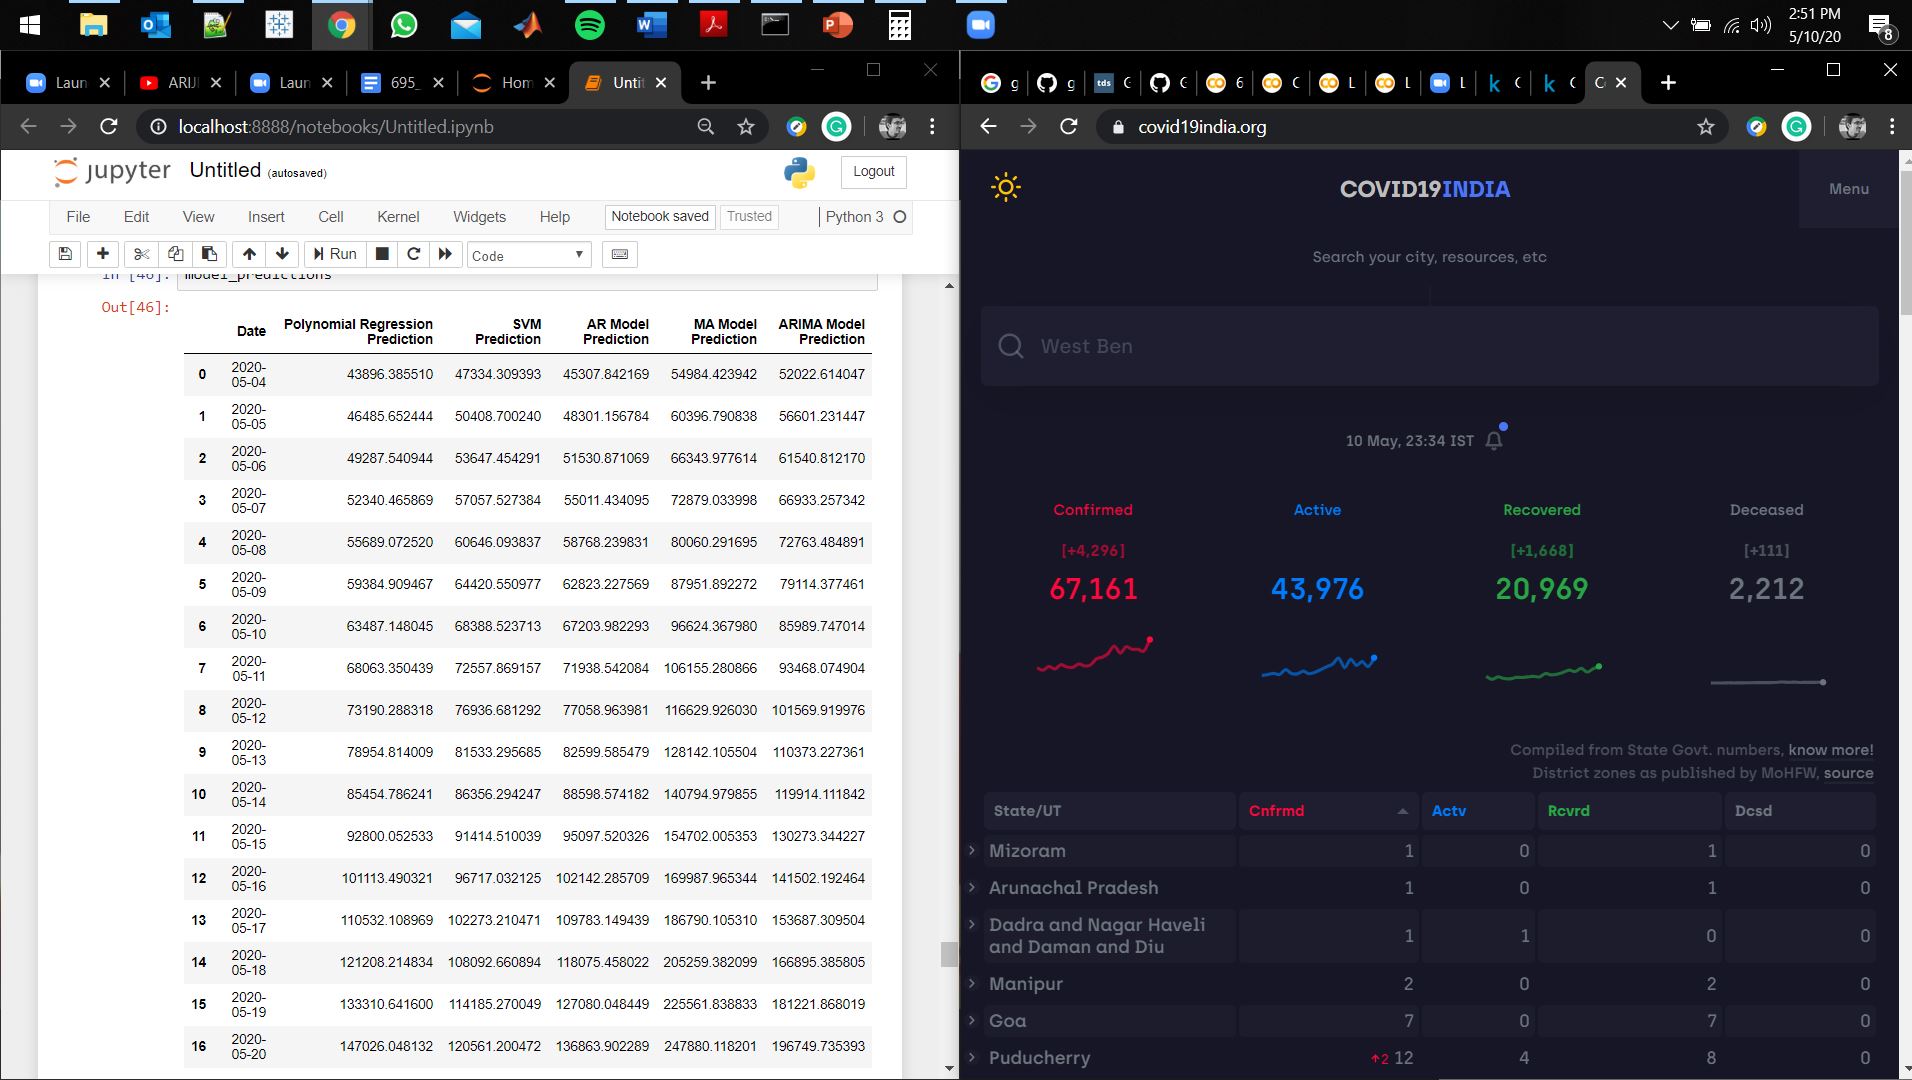 2:51 PM
5/10/20
8
Laun
ARIJI
Laun
695_
Hom
Untit
localhost:8888/notebooks/Untitled.ipynb
jupyter Untitled (autosaved)
Logout
File Edit View Insert Cell Kernel Widgets Help Notebook saved Trusted Python 3
Run Code
In [46]: model_predictions
Out[46]:
Date Polynomial Regression Prediction SVM Prediction AR Model Prediction MA Model Prediction ARIMA Model Prediction
0 2020-05-04 43896.385510 47334.309393 45307.842169 54984.423942 52022.614047
1 2020-05-05 46485.652444 50408.700240 48301.156784 60396.790838 56601.231447
2 2020-05-06 49287.540944 53647.454291 51530.871069 66343.977614 61540.812170
3 2020-05-07 52340.465869 57057.527384 55011.434095 72879.033998 66933.257342
4 2020-05-08 55689.072520 60646.093837 58768.239831 80060.291695 72763.484891
5 2020-05-09 59384.909467 64420.550977 62823.227569 87951.892272 79114.377461
6 2020-05-10 63487.148045 68388.523713 67203.982293 96624.367980 85989.747014
7 2020-05-11 68063.350439 72557.869157 71938.542084 106155.280866 93468.074904
8 2020-05-12 73190.288318 76936.681292 77058.963981 116629.926030 101569.919976
9 2020-05-13 78954.814009 81533.295685 82599.585479 128142.105504 110373.227361
10 2020-05-14 85454.786241 86356.294247 88598.574182 140794.979855 119914.111842
11 2020-05-15 92800.052533 91414.510039 95097.520326 154702.005353 130273.344227
12 2020-05-16 101113.490321 96717.032125 102142.285709 169987.965344 141502.192464
13 2020-05-17 110532.108969 102273.210471 109783.149439 186790.105310 153687.309504
14 2020-05-18 121208.214834 108092.660894 118075.458022 205259.382099 166895.385805
15 2020-05-19 133310.641600 114185.270049 127080.048449 225561.838833 181221.868019
16 2020-05-20 147026.048132 120561.200472 136863.902289 247880.118201 196749.735393
g g tds G G 6 C L L L C C C
covid19india.org
COVID19INDIA
Menu
Search your city, resources, etc
West Ben
10 May, 23:34 IST
Confirmed Active Recovered Deceased
[+4,296] [+1,668] [+111]
67,161 43,976 20,969 2,212
Compiled from State Govt. numbers, know more!
District zones as published by MoHFW, source
State/UT Cnfrmd Actv Rcvrd Dcsd
Mizoram 1 0 1 0
Arunachal Pradesh 1 0 1 0
Dadra and Nagar Haveli and Daman and Diu 1 1 0 0
Manipur 2 0 2 0
Goa 7 0 7 0
Puducherry ↑2 12 4 8 0